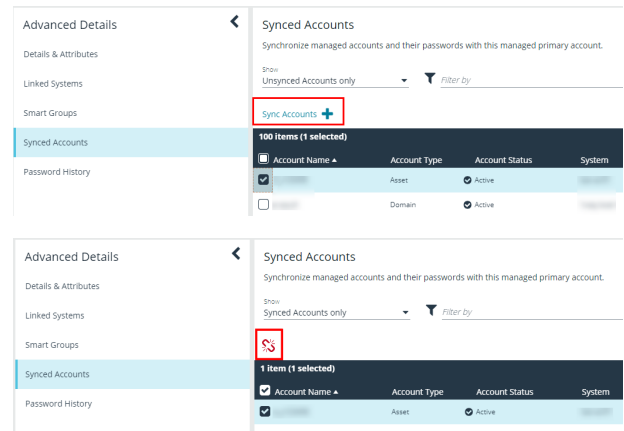 Advanced Details
Details & Attributes
Linked Systems
Smart Groups
Synced Accounts
Password History
Synced Accounts
Synchronize managed accounts and their passwords with this managed primary account.
Show
Unsynced Accounts only
Filter by
Sync Accounts
100 items (1 selected)
Account Name Account Type Account Status System
Asset Active
Domain Active
Advanced Details
Details & Attributes
Linked Systems
Smart Groups
Synced Accounts
Password History
Synced Accounts
Synchronize managed accounts and their passwords with this managed primary account.
Show
Synced Accounts only
Filter by
1 item (1 selected)
Account Name Account Type Account Status System
Asset Active